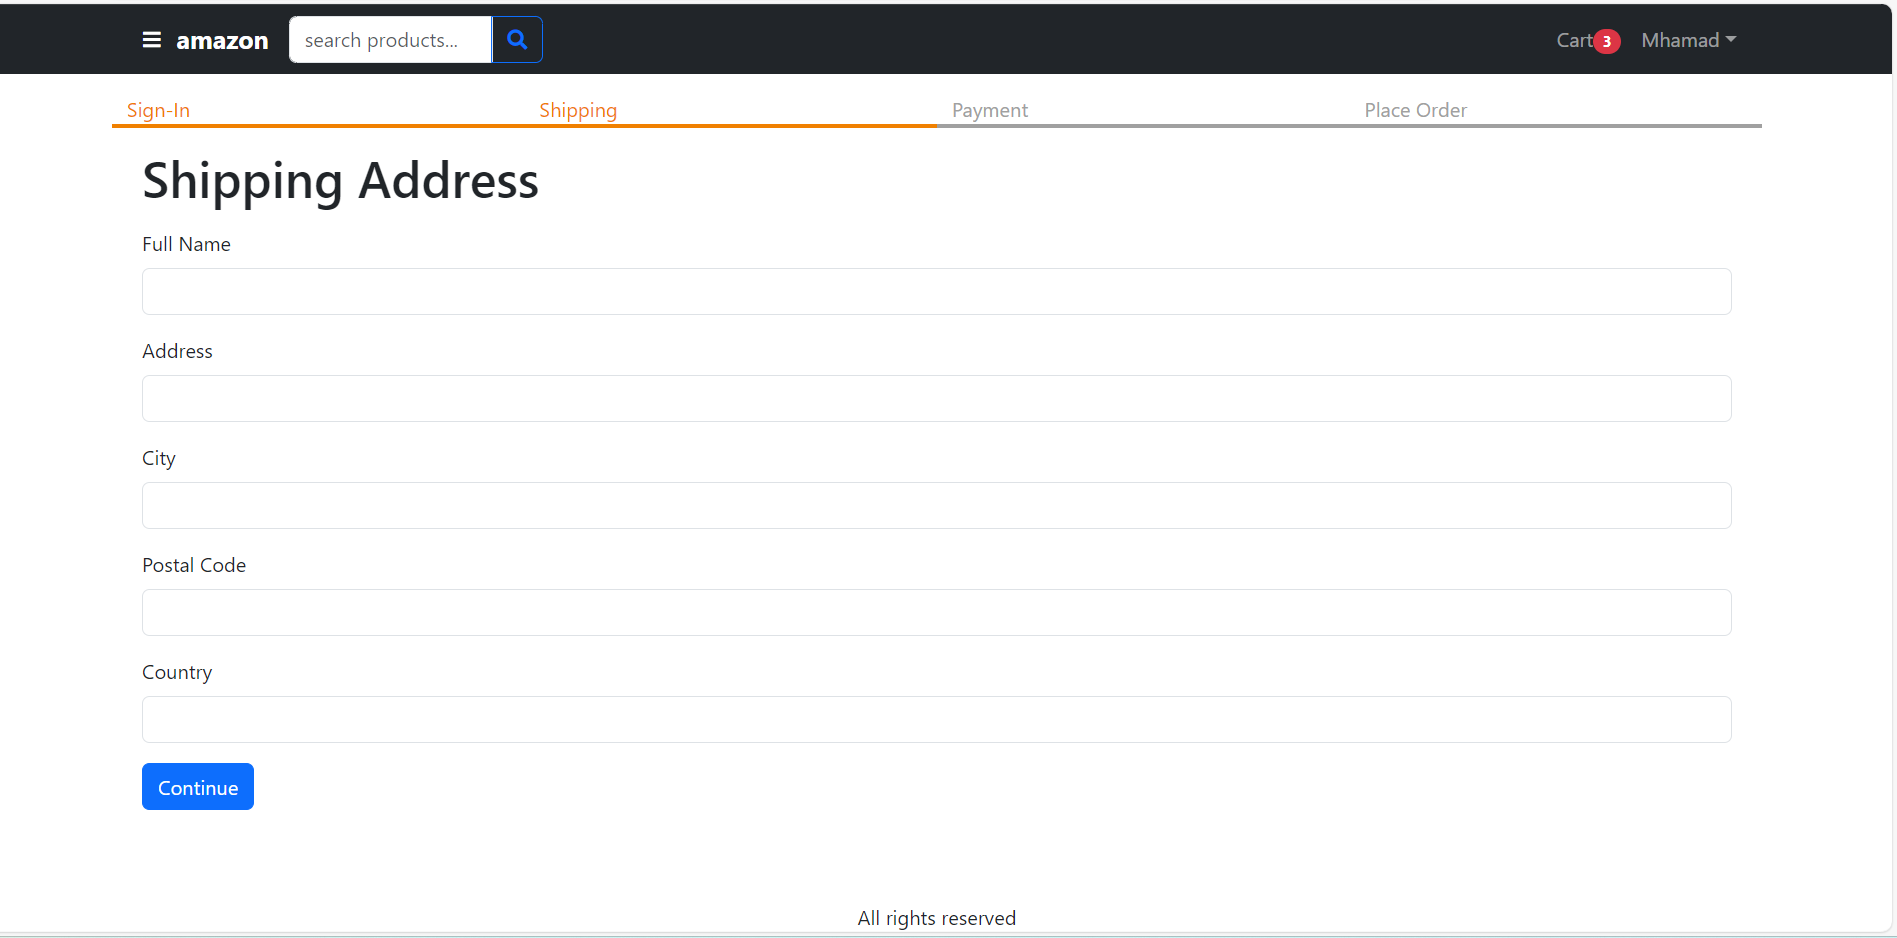 amazon search products... Cart 3 Mhamad
Sign-In Shipping Payment Place Order
Shipping Address
Full Name
Address
City
Postal Code
Country
Continue
All rights reserved